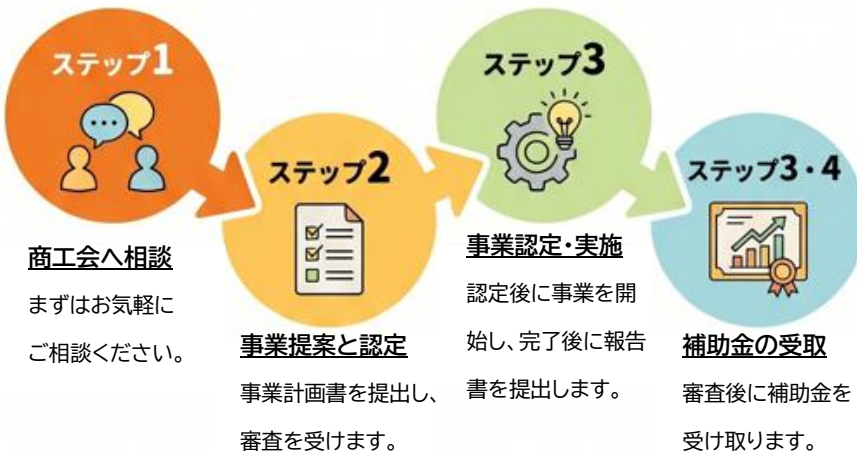 ステップ1
商工会へ相談
まずはお気軽に
ご相談ください。
ステップ2
事業提案と認定
事業計画書を提出し、
審査を受けます。
ステップ3
事業認定・実施
認定後に事業を開
始し、完了後に報告
書を提出します。
ステップ3・4
補助金の受取
審査後に補助金を
受け取ります。